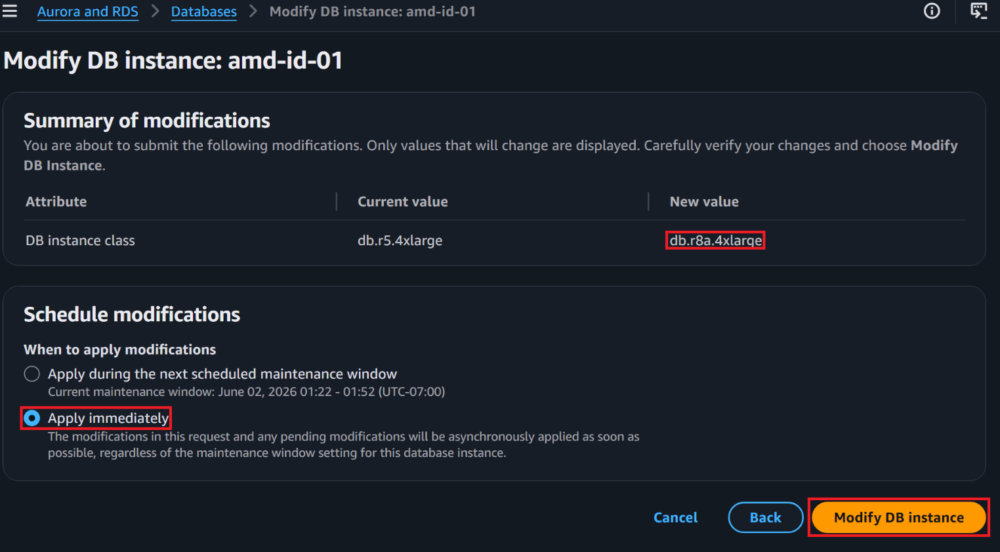 Aurora and RDS > Databases > Modify DB instance: amd-id-01
Modify DB instance: amd-id-01
Summary of modifications
You are about to submit the following modifications. Only values that will change are displayed. Carefully verify your changes and choose Modify
DB Instance.
Attribute Current value New value
DB instance class db.r5.4xlarge db.r8a.4xlarge
Schedule modifications
When to apply modifications
Apply during the next scheduled maintenance window
Current maintenance window: June 02, 2026 01:22 - 01:52 (UTC-07:00)
Apply immediately
The modifications in this request and any pending modifications will be asynchronously applied as soon as
possible, regardless of the maintenance window setting for this database instance.
Cancel Back Modify DB instance